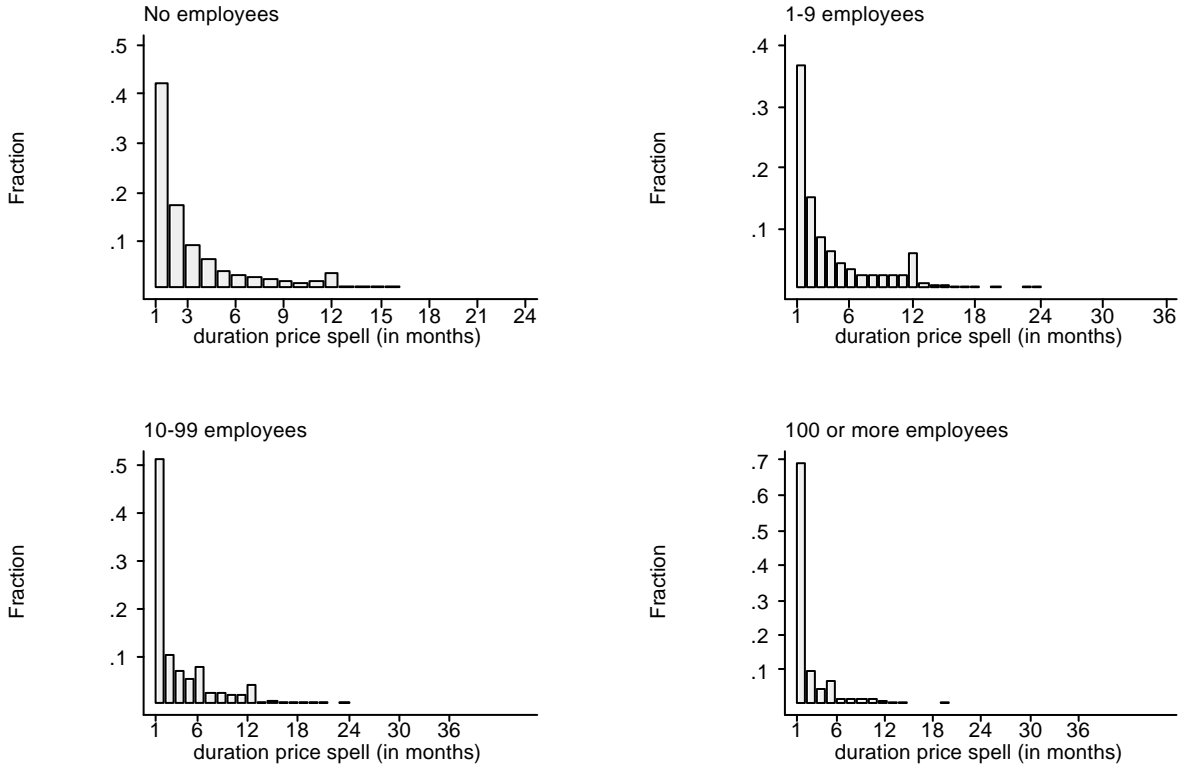 No employees
.5
.4
.3
.2
.1
Fraction
1 3 6 9 12 15 18 21 24
duration price spell (in months)
1-9 employees
.4
.3
.2
.1
Fraction
1 6 12 18 24 30 36
duration price spell (in months)
10-99 employees
.5
.4
.3
.2
.1
Fraction
1 6 12 18 24 30 36
duration price spell (in months)
100 or more employees
.7
.6
.5
.4
.3
.2
.1
Fraction
1 6 12 18 24 30 36
duration price spell (in months)